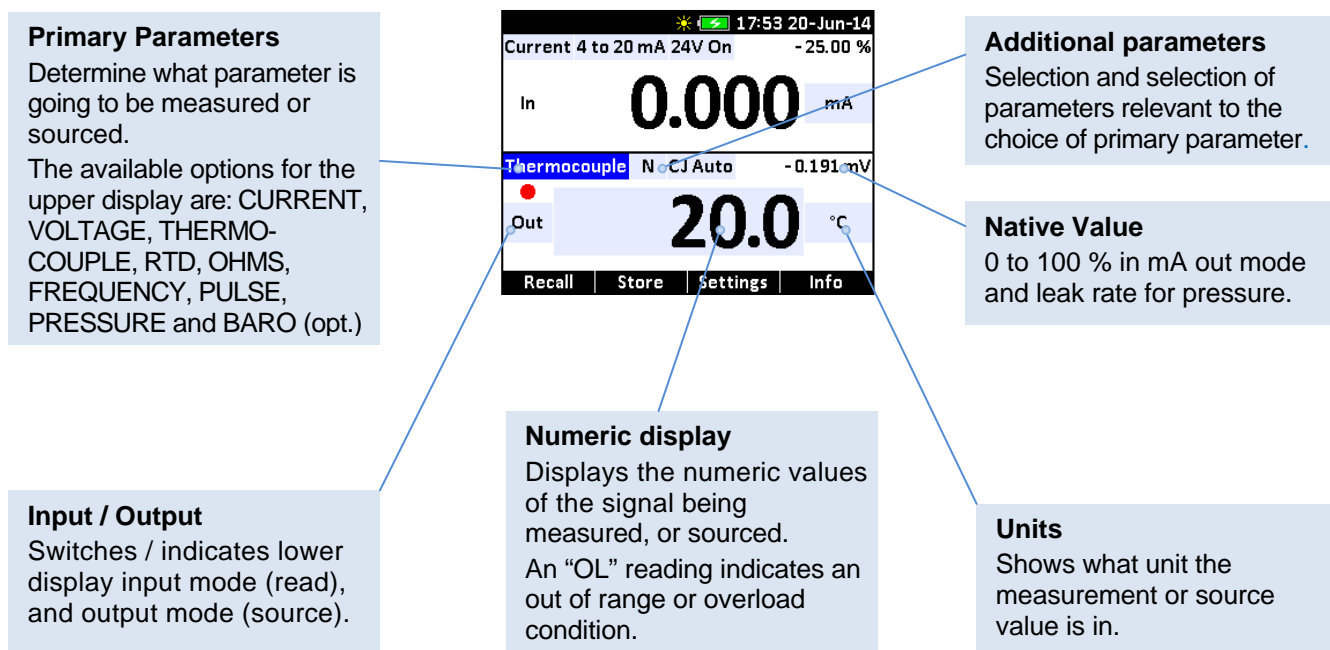 Primary Parameters
Determine what parameter is
going to be measured or
sourced.
The available options for the
upper display are: CURRENT,
VOLTAGE, THERMO-
COUPLE, RTD, OHMS,
FREQUENCY, PULSE,
PRESSURE and BARO (opt.)
17:53 20-Jun-14
Current 4 to 20 mA 24V On -25.00 %
In 0.000 mA
Thermocouple N CJ Auto -0.191 mV
Out 20.0 °C
Recall Store Settings Info
Additional parameters
Selection and selection of
parameters relevant to the
choice of primary parameter.
Native Value
0 to 100 % in mA out mode
and leak rate for pressure.
Input / Output
Switches / indicates lower
display input mode (read),
and output mode (source).
Numeric display
Displays the numeric values
of the signal being
measured, or sourced.
An “OL” reading indicates an
out of range or overload
condition.
Units
Shows what unit the
measurement or source
value is in.